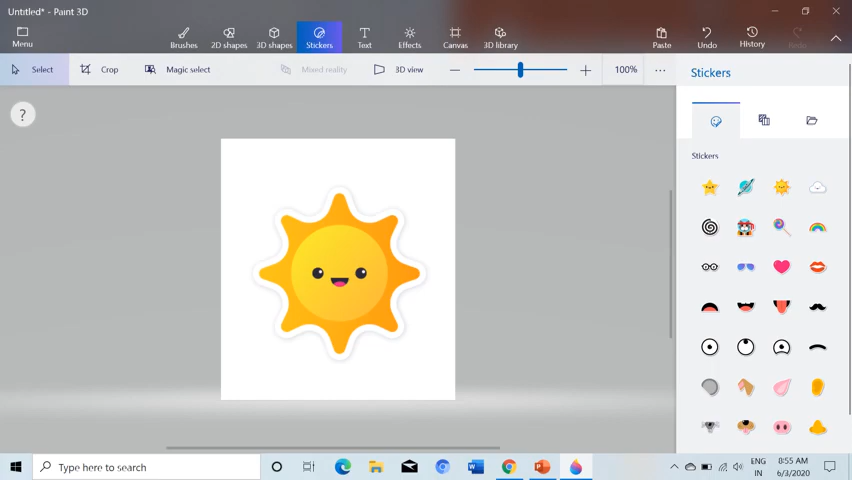 Untitled* - Paint 3D
Menu
Brushes
2D shapes
3D shapes
Stickers
Text
Effects
Canvas
3D library
Paste
Undo
History
Redo
Select
Crop
Magic select
Mixed reality
3D view
100%
Stickers
?
Stickers
Type here to search
ENG
IN
8:55 AM
6/3/2020